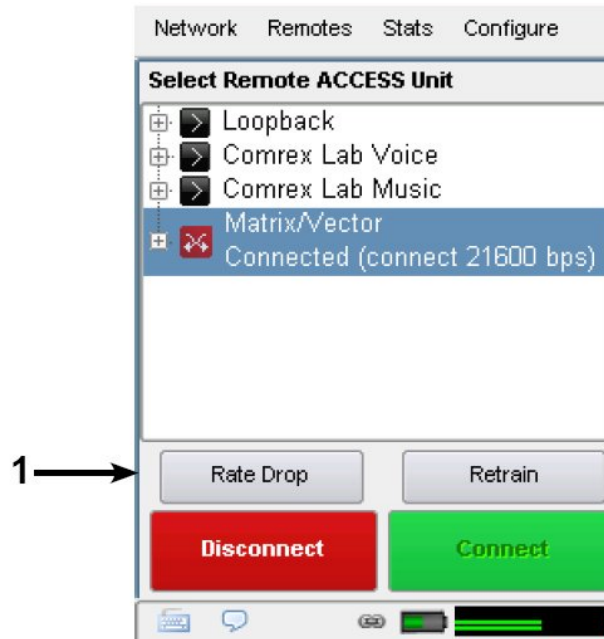 Network Remotes Stats Configure
Select Remote ACCESS Unit
Loopback
Comrex Lab Voice
Comrex Lab Music
Matrix/Vector
Connected (connect 21600 bps)
1 Rate Drop Retrain
Disconnect Connect